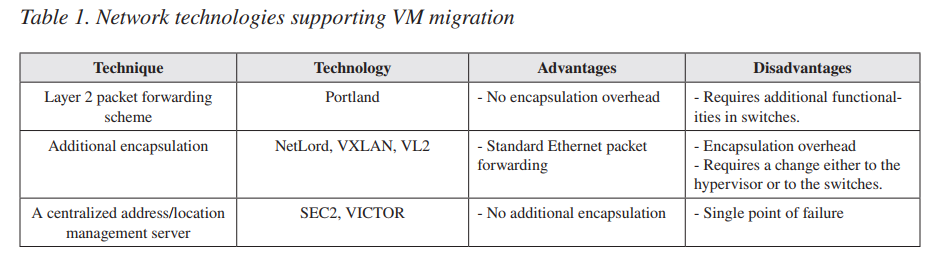 Table 1. Network technologies supporting VM migration
Technique
Technology
Advantages
Disadvantages
Layer 2 packet forwarding
scheme
Portland
- No encapsulation overhead
- Requires additional functional-
ities in switches.
Additional encapsulation
NetLord, VXLAN, VL2
- Standard Ethernet packet
forwarding
- Encapsulation overhead
- Requires a change either to the
hypervisor or to the switches.
A centralized address/location
management server
SEC2, VICTOR
- No additional encapsulation
- Single point of failure